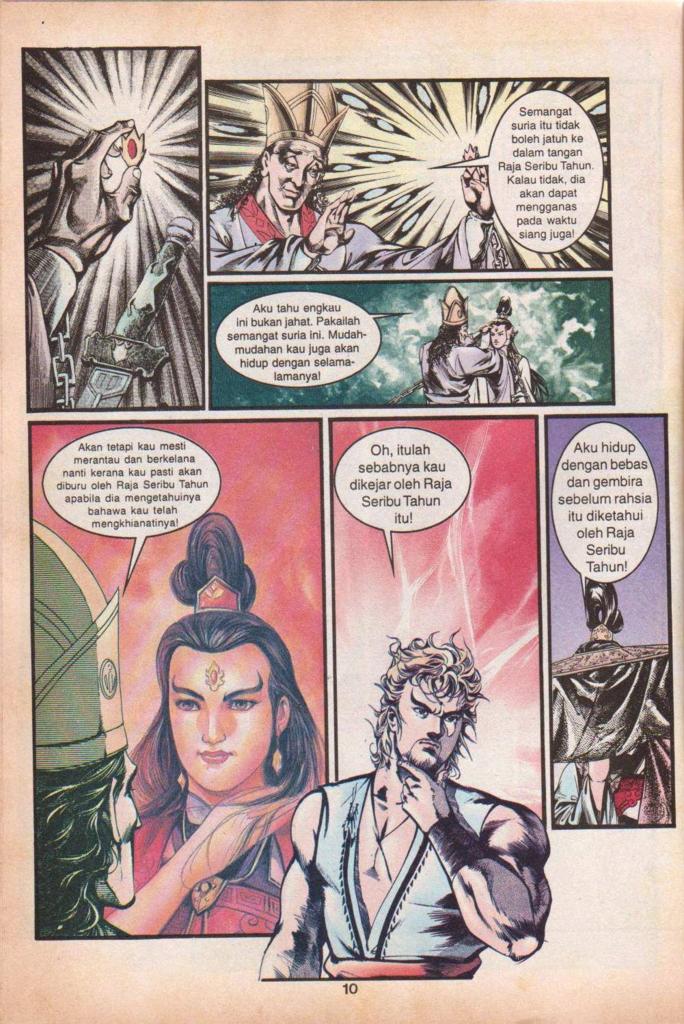 Semangat
suria itu tidak
boleh jatuh ke
dalam tangan
Raja Seribu Tahun.
Kalau tidak, dia
akan dapat
mengganas
pada waktu
siang juga!
Aku tahu engkau
ini bukan jahat. Pakailah
semangat suria ini. Mudah-
mudahan kau juga akan
hidup dengan selama-
lamanya!
Akan tetapi kau mesti
merantau dan berkelana
nanti kerana kau pasti akan
diburu oleh Raja Seribu Tahun
apabila dia mengetahuinya
bahawa kau telah
mengkhianatinya!
Oh, itulah
sebabnya kau
dikejar oleh Raja
Seribu Tahun
itu!
Aku hidup
dengan bebas
dan gembira
sebelum rahsia
itu diketahui
oleh Raja
Seribu
Tahun!
10